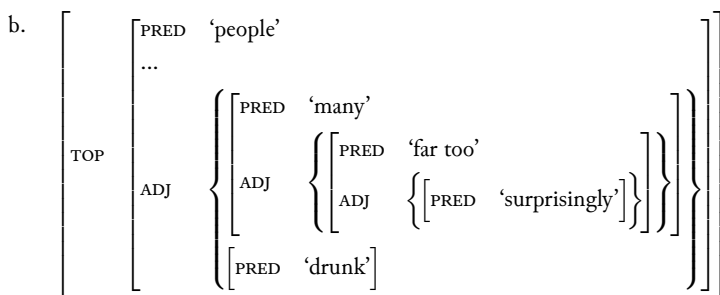 b.
PRED ‘people’
...
PRED ‘many’
TOP
PRED ‘far too’
ADJ
ADJ
ADJ
PRED ‘surprisingly’
PRED ‘drunk’